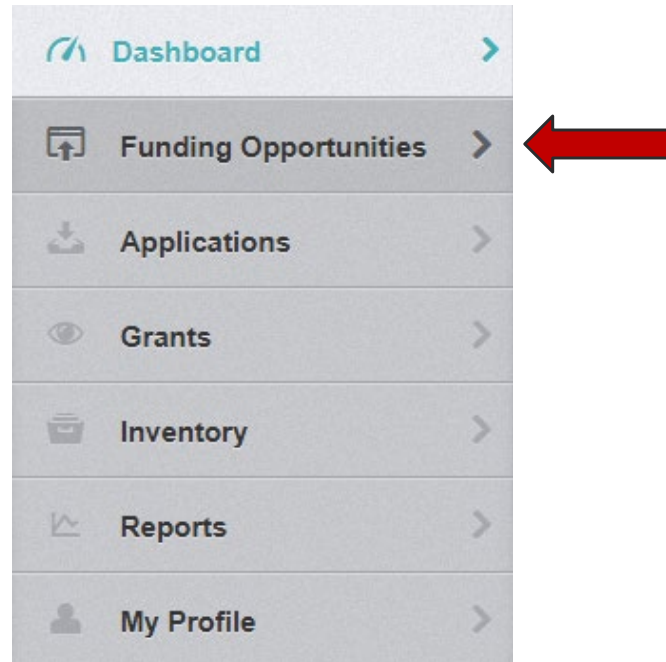 Dashboard
Funding Opportunities
Applications
Grants
Inventory
Reports
My Profile